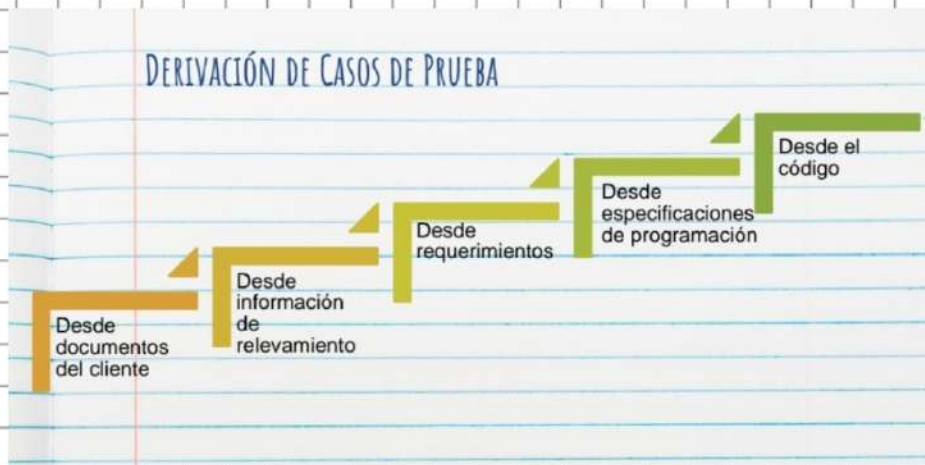 DERIVACIÓN DE CASOS DE PRUEBA
Desde
documentos
del cliente
Desde
información
de
relevamiento
Desde
requerimientos
Desde
especificaciones
de programación
Desde el
código